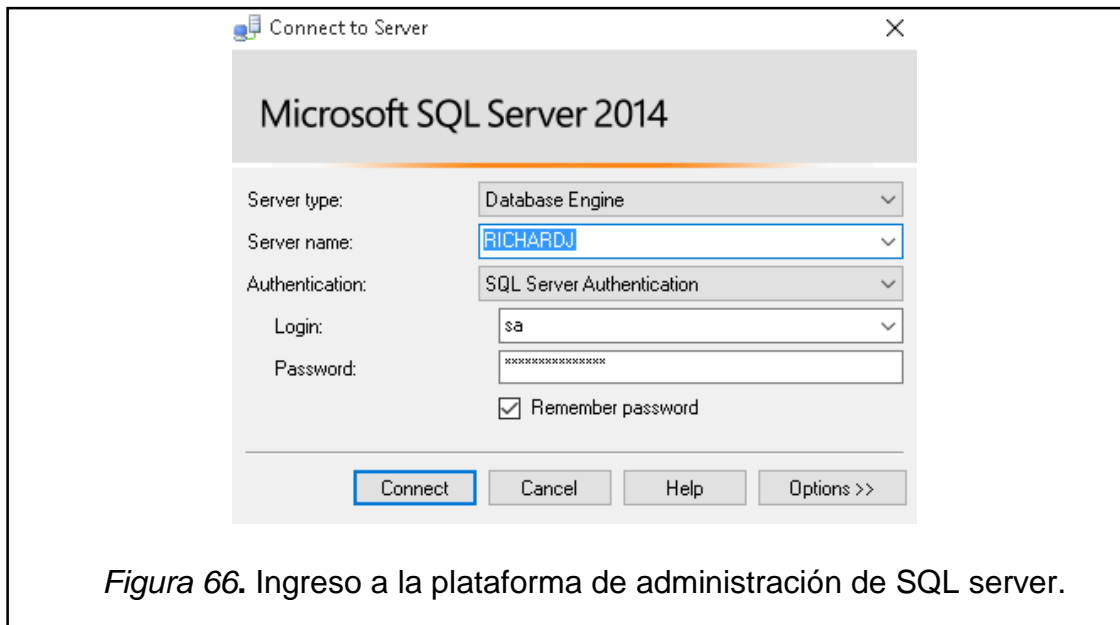 Connect to Server
Microsoft SQL Server 2014
Server type: Database Engine
Server name: RICHARDJ
Authentication: SQL Server Authentication
Login: sa
Password: ***************
Remember password
Connect Cancel Help Options >>
Figura 66. Ingreso a la plataforma de administración de SQL server.